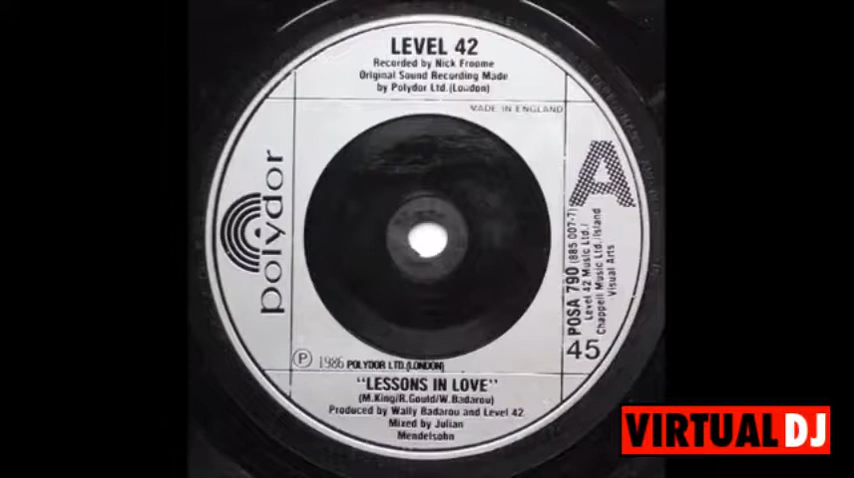 LEVEL 42
Recorded by Nick Froome
Original Sound Recording Made
by Polydor Ltd.(London)
MADE IN ENGLAND
polydor
A
POSA 790 (885 007-7)
Level 42 Music Ltd./
Chappell Music Ltd./Island
Visual Arts
45
Ⓟ 1986 POLYDOR LTD.(LONDON)
"LESSONS IN LOVE"
(M.King/R.Gould/W.Badarou)
Produced by Wally Badarou and Level 42
Mixed by Julian
Mendelsohn
VIRTUAL DJ